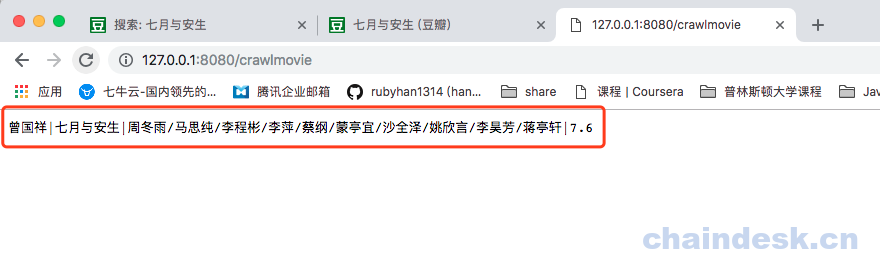 搜索: 七月与安生
七月与安生 (豆瓣)
127.0.0.1:8080/crawlmovie
127.0.0.1:8080/crawlmovie
应用
七牛云-国内领先的...
腾讯企业邮箱
rubyhan1314 (han...
share
课程 | Coursera
普林斯顿大学课程
Jav
曾国祥|七月与安生|周冬雨/马思纯/李程彬/李萍/蔡纲/蒙亭宜/沙全泽/姚欣言/李昊芳/蒋亭轩|7.6
chaindesk.cn